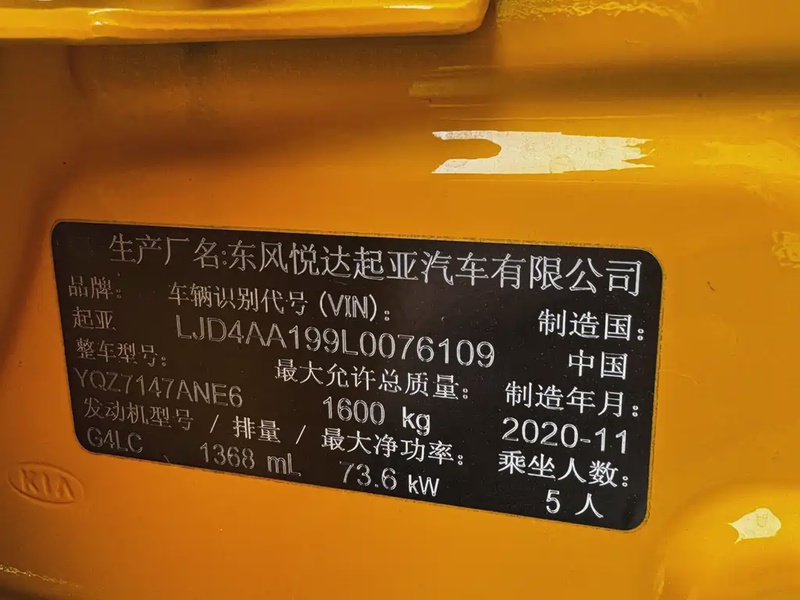 生产厂名:东风悦达起亚汽车有限公司
品牌: 车辆识别代号(VIN): 制造国:
起亚 LJD4AA199L0076109 中国
整车型号: 最大允许总质量: 制造年月:
YQZ7147ANE6 1600 kg 2020-11
发动机型号 / 排量 / 最大净功率: 乘坐人数:
G4LC 1368 mL 73.6 kW 5 人
KIA